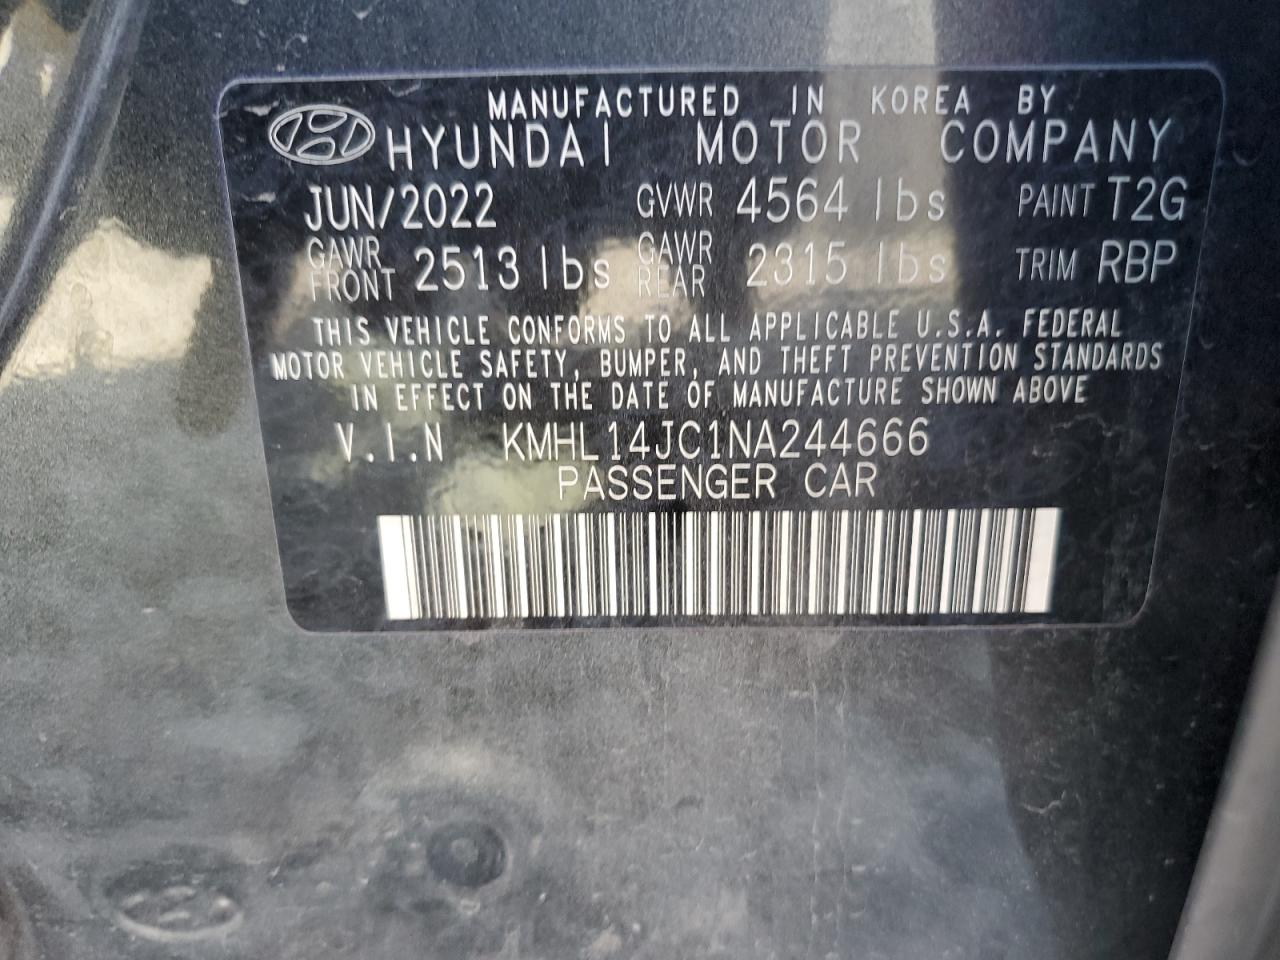 MANUFACTURED IN KOREA BY
HYUNDAI MOTOR COMPANY
JUN/2022 GVWR 4564 lbs PAINT T2G
GAWR FRONT 2513 lbs GAWR REAR 2315 lbs TRIM RBP
THIS VEHICLE CONFORMS TO ALL APPLICABLE U.S.A. FEDERAL
MOTOR VEHICLE SAFETY, BUMPER, AND THEFT PREVENTION STANDARDS
IN EFFECT ON THE DATE OF MANUFACTURE SHOWN ABOVE
V.I.N KMHL14JC1NA244666
PASSENGER CAR